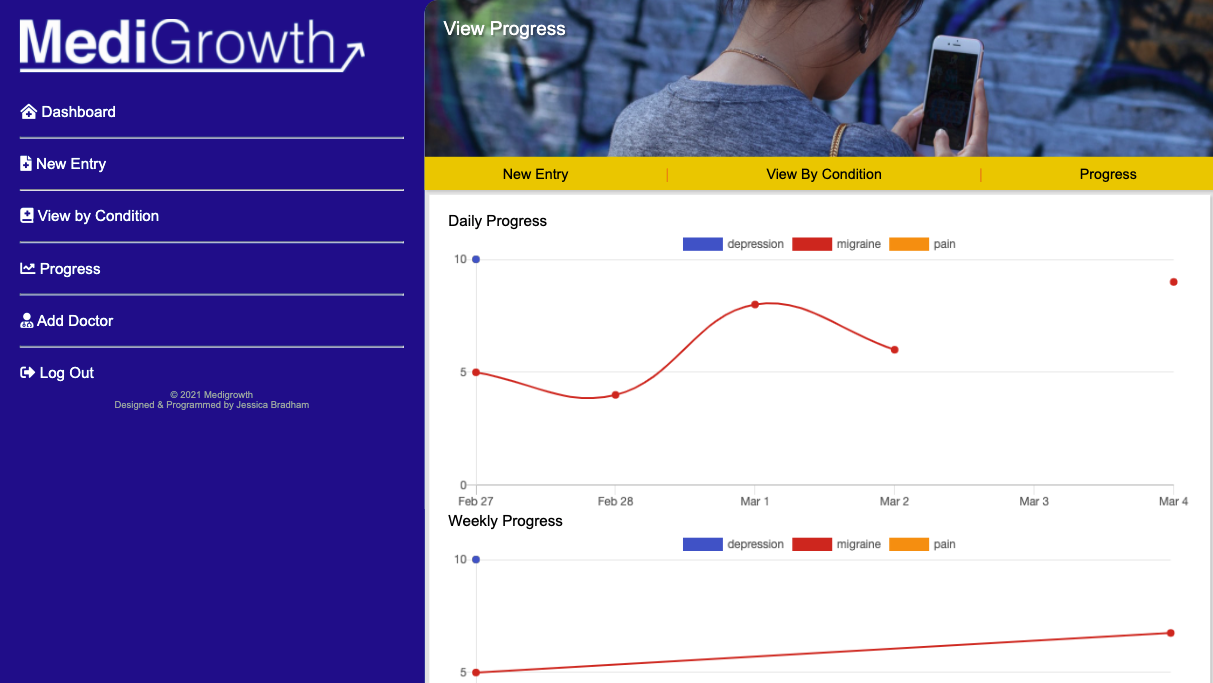 MediGrowth
Dashboard
New Entry
View by Condition
Progress
Add Doctor
Log Out
© 2021 Medigrowth
Designed & Programmed by Jessica Bradham
View Progress
New Entry | View By Condition | Progress
Daily Progress
depression migraine pain
10
5
0
Feb 27 Feb 28 Mar 1 Mar 2 Mar 3 Mar 4
Weekly Progress
depression migraine pain
10
5